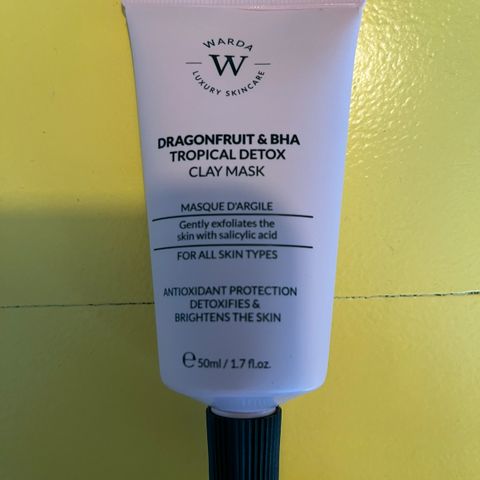 WARDA
W
LUXURY SKINCARE
DRAGONFRUIT & BHA
TROPICAL DETOX
CLAY MASK
MASQUE D'ARGILE
Gently exfoliates the
skin with salicylic acid
FOR ALL SKIN TYPES
ANTIOXIDANT PROTECTION
DETOXIFIES &
BRIGHTENS THE SKIN
℮ 50ml / 1.7 fl.oz.